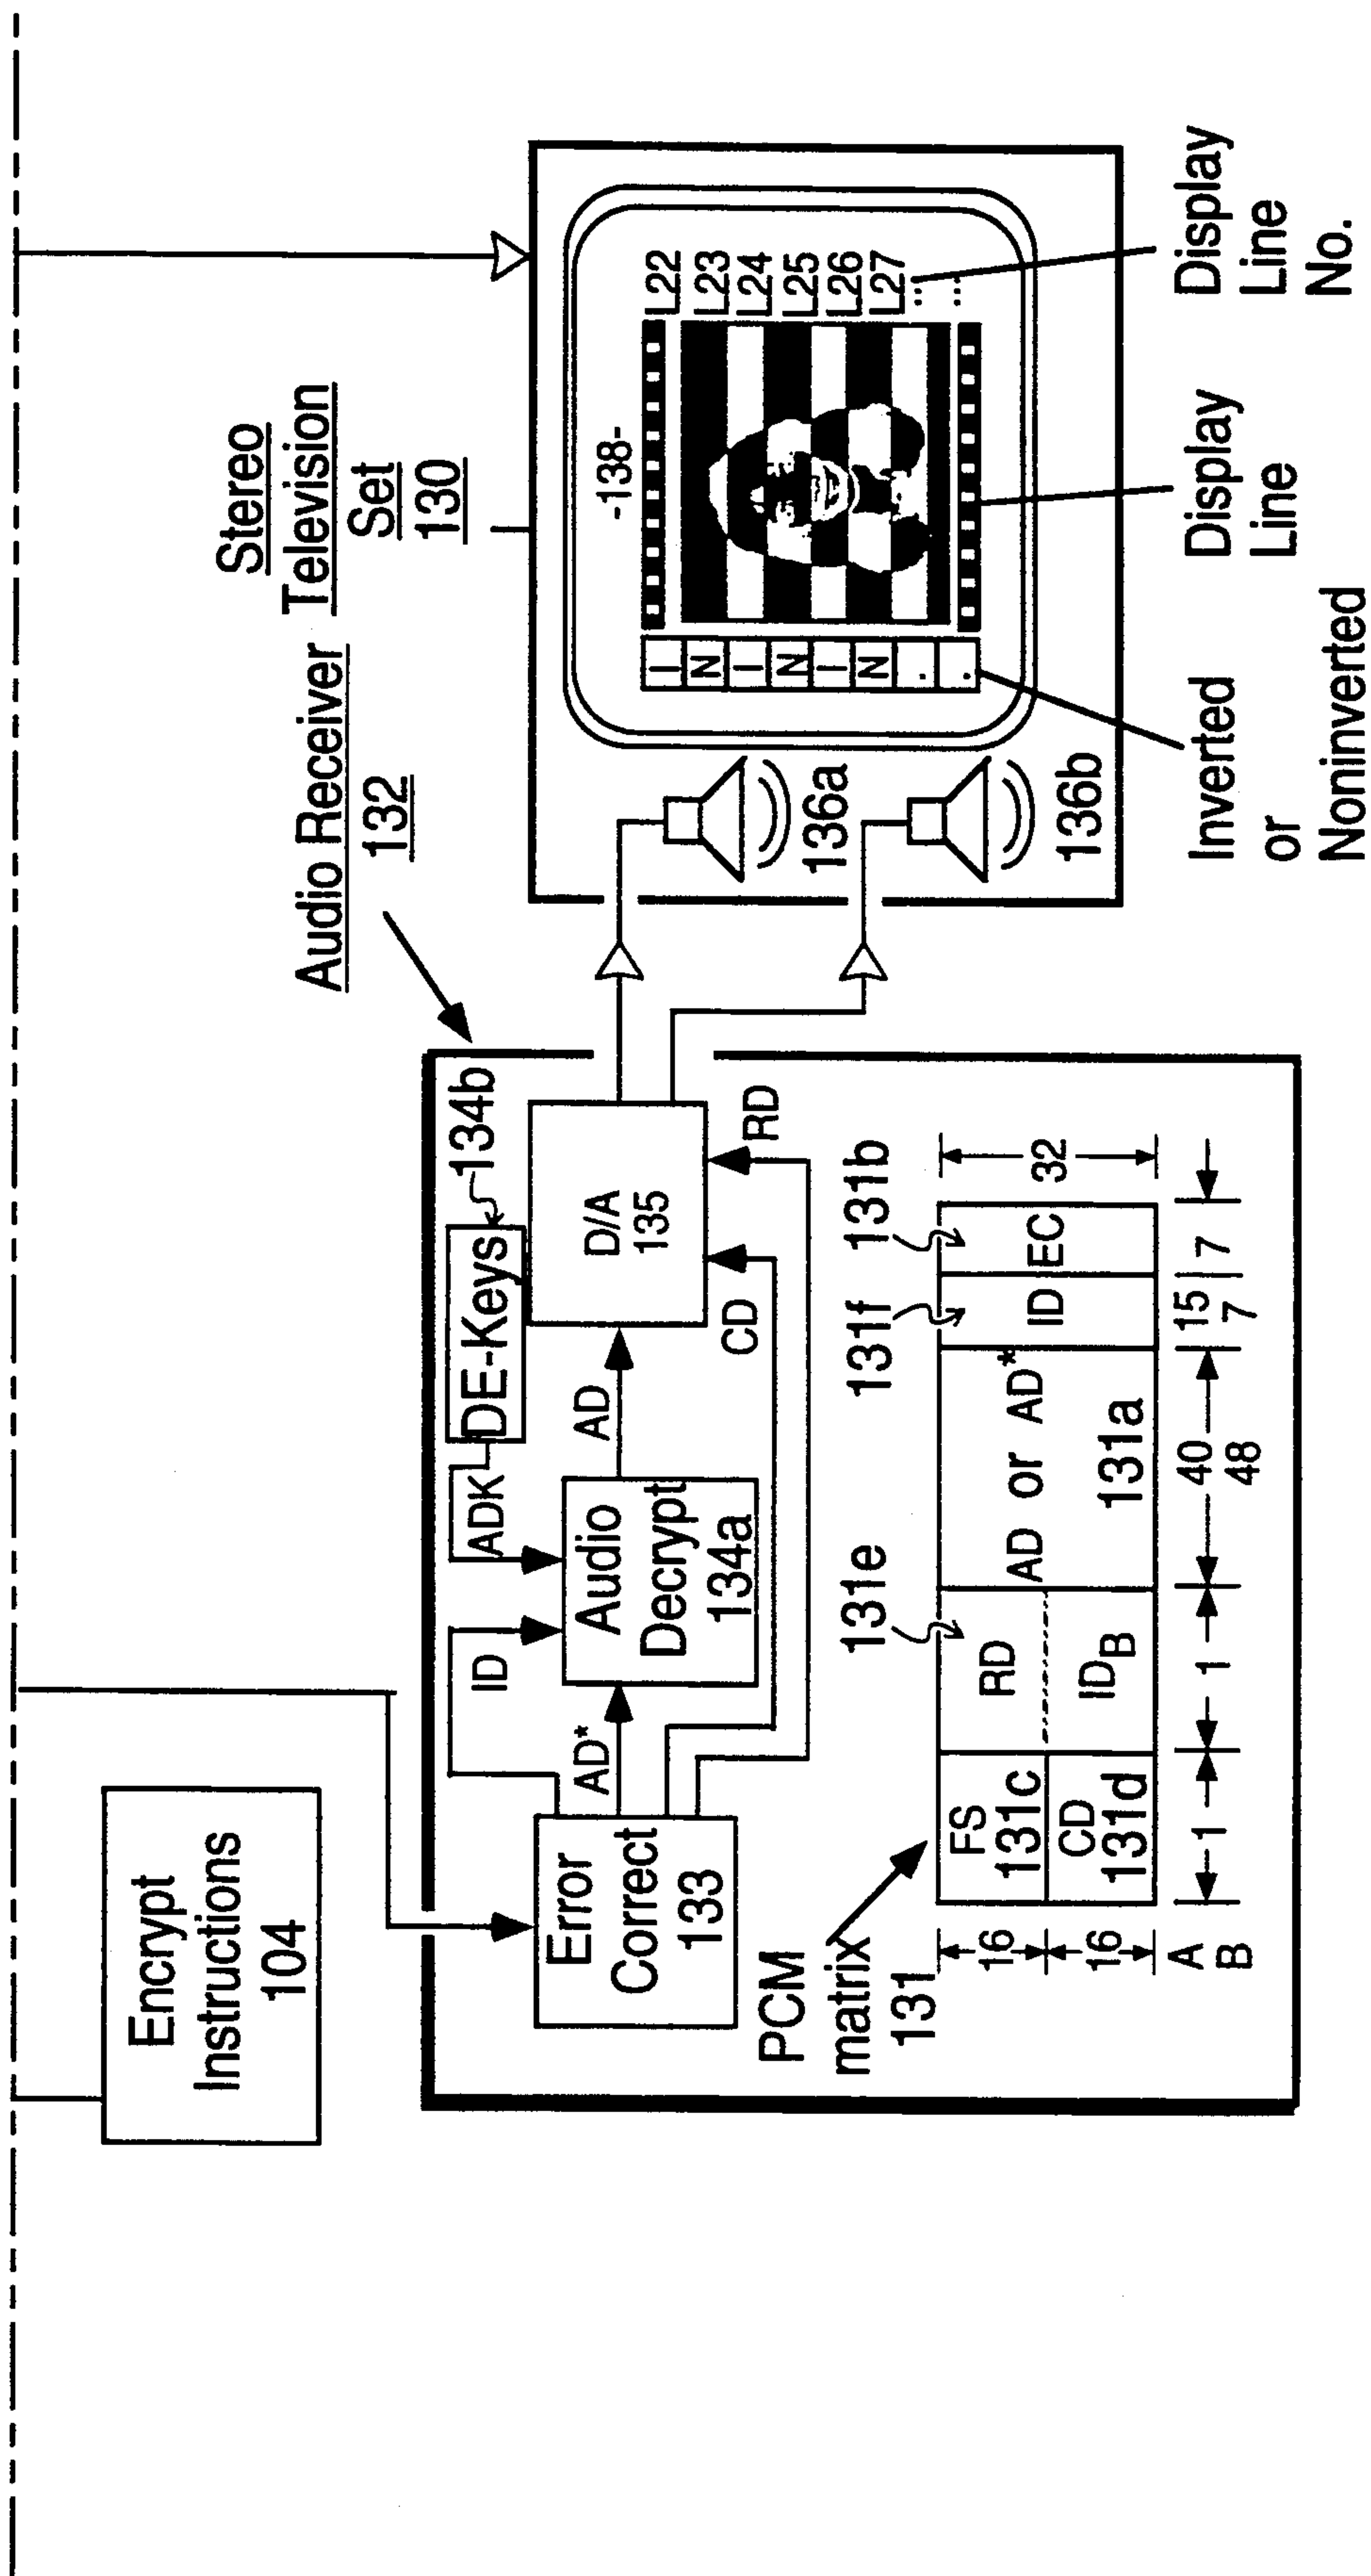 Encrypt
Instructions
104
Stereo
Television
Set
130
Audio Receiver
132
DE-Keys
134b
ADK
ID
AD*
Error
Correct
133
Audio
Decrypt
134a
AD
D/A
135
CD
RD
PCM
matrix
131
131e
131f
131b
16
16
FS
131c
CD
131d
RD
IDB
AD or AD*
131a
ID
EC
32
A
B
1
1
40
48
15
7
7
136a
136b
-138-
I
N
I
N
I
N
.
.
L22
L23
L24
L25
L26
L27
...
...
Inverted
or
Noninverted
Display
Line
Display
Line
No.